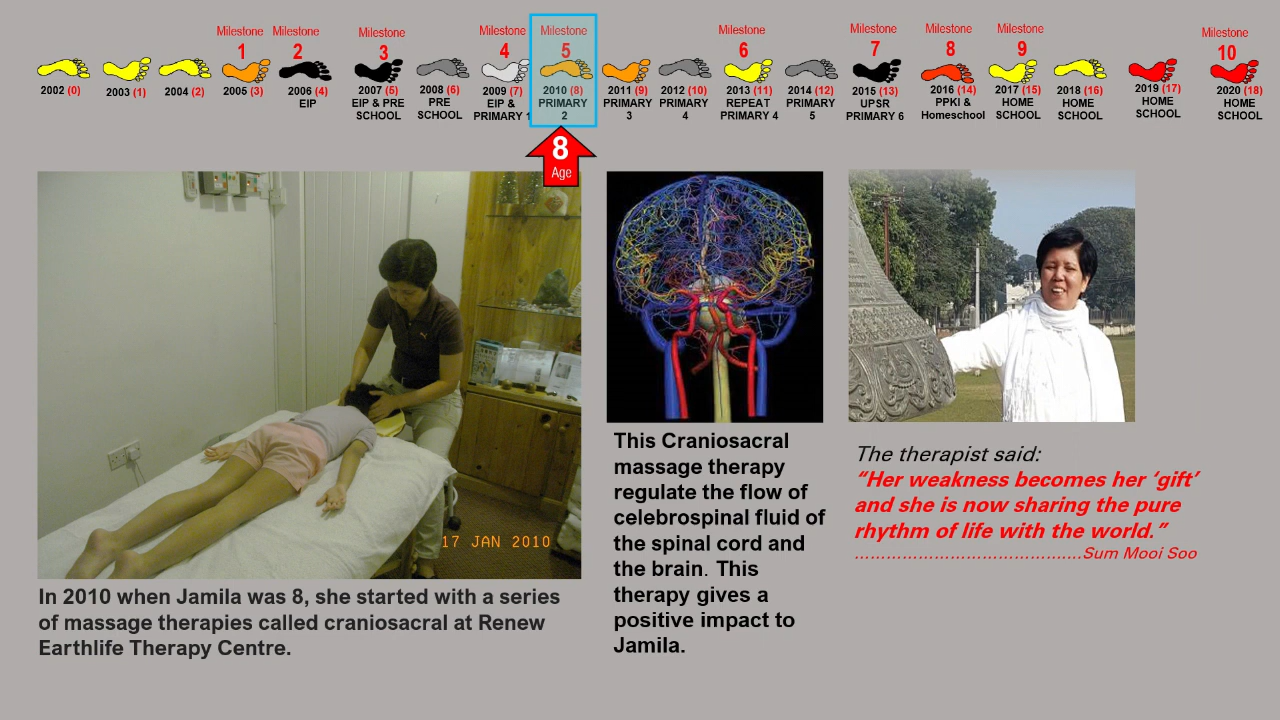 Milestone Milestone Milestone Milestone Milestone Milestone Milestone Milestone Milestone Milestone
1 2 3 4 5 6 7 8 9 10
2002 (0) 2003 (1) 2004 (2) 2005 (3) 2006 (4) 2007 (5) 2008 (6) 2009 (7) 2010 (8) 2011 (9) 2012 (10) 2013 (11) 2014 (12) 2015 (13) 2016 (14) 2017 (15) 2018 (16) 2019 (17) 2020 (18)
EIP EIP & PRE PRE EIP & PRIMARY PRIMARY PRIMARY REPEAT PRIMARY UPSR PPKI & HOME HOME HOME HOME
SCHOOL SCHOOL PRIMARY 1 2 3 4 PRIMARY 4 5 PRIMARY 6 Homeschool SCHOOL SCHOOL SCHOOL SCHOOL
8
Age
17 JAN 2010
In 2010 when Jamila was 8, she started with a series
of massage therapies called craniosacral at Renew
Earthlife Therapy Centre.
This Craniosacral
massage therapy
regulate the flow of
celebrospinal fluid of
the spinal cord and
the brain. This
therapy gives a
positive impact to
Jamila.
The therapist said:
“Her weakness becomes her ‘gift’
and she is now sharing the pure
rhythm of life with the world.”
……………………………………Sum Mooi Soo